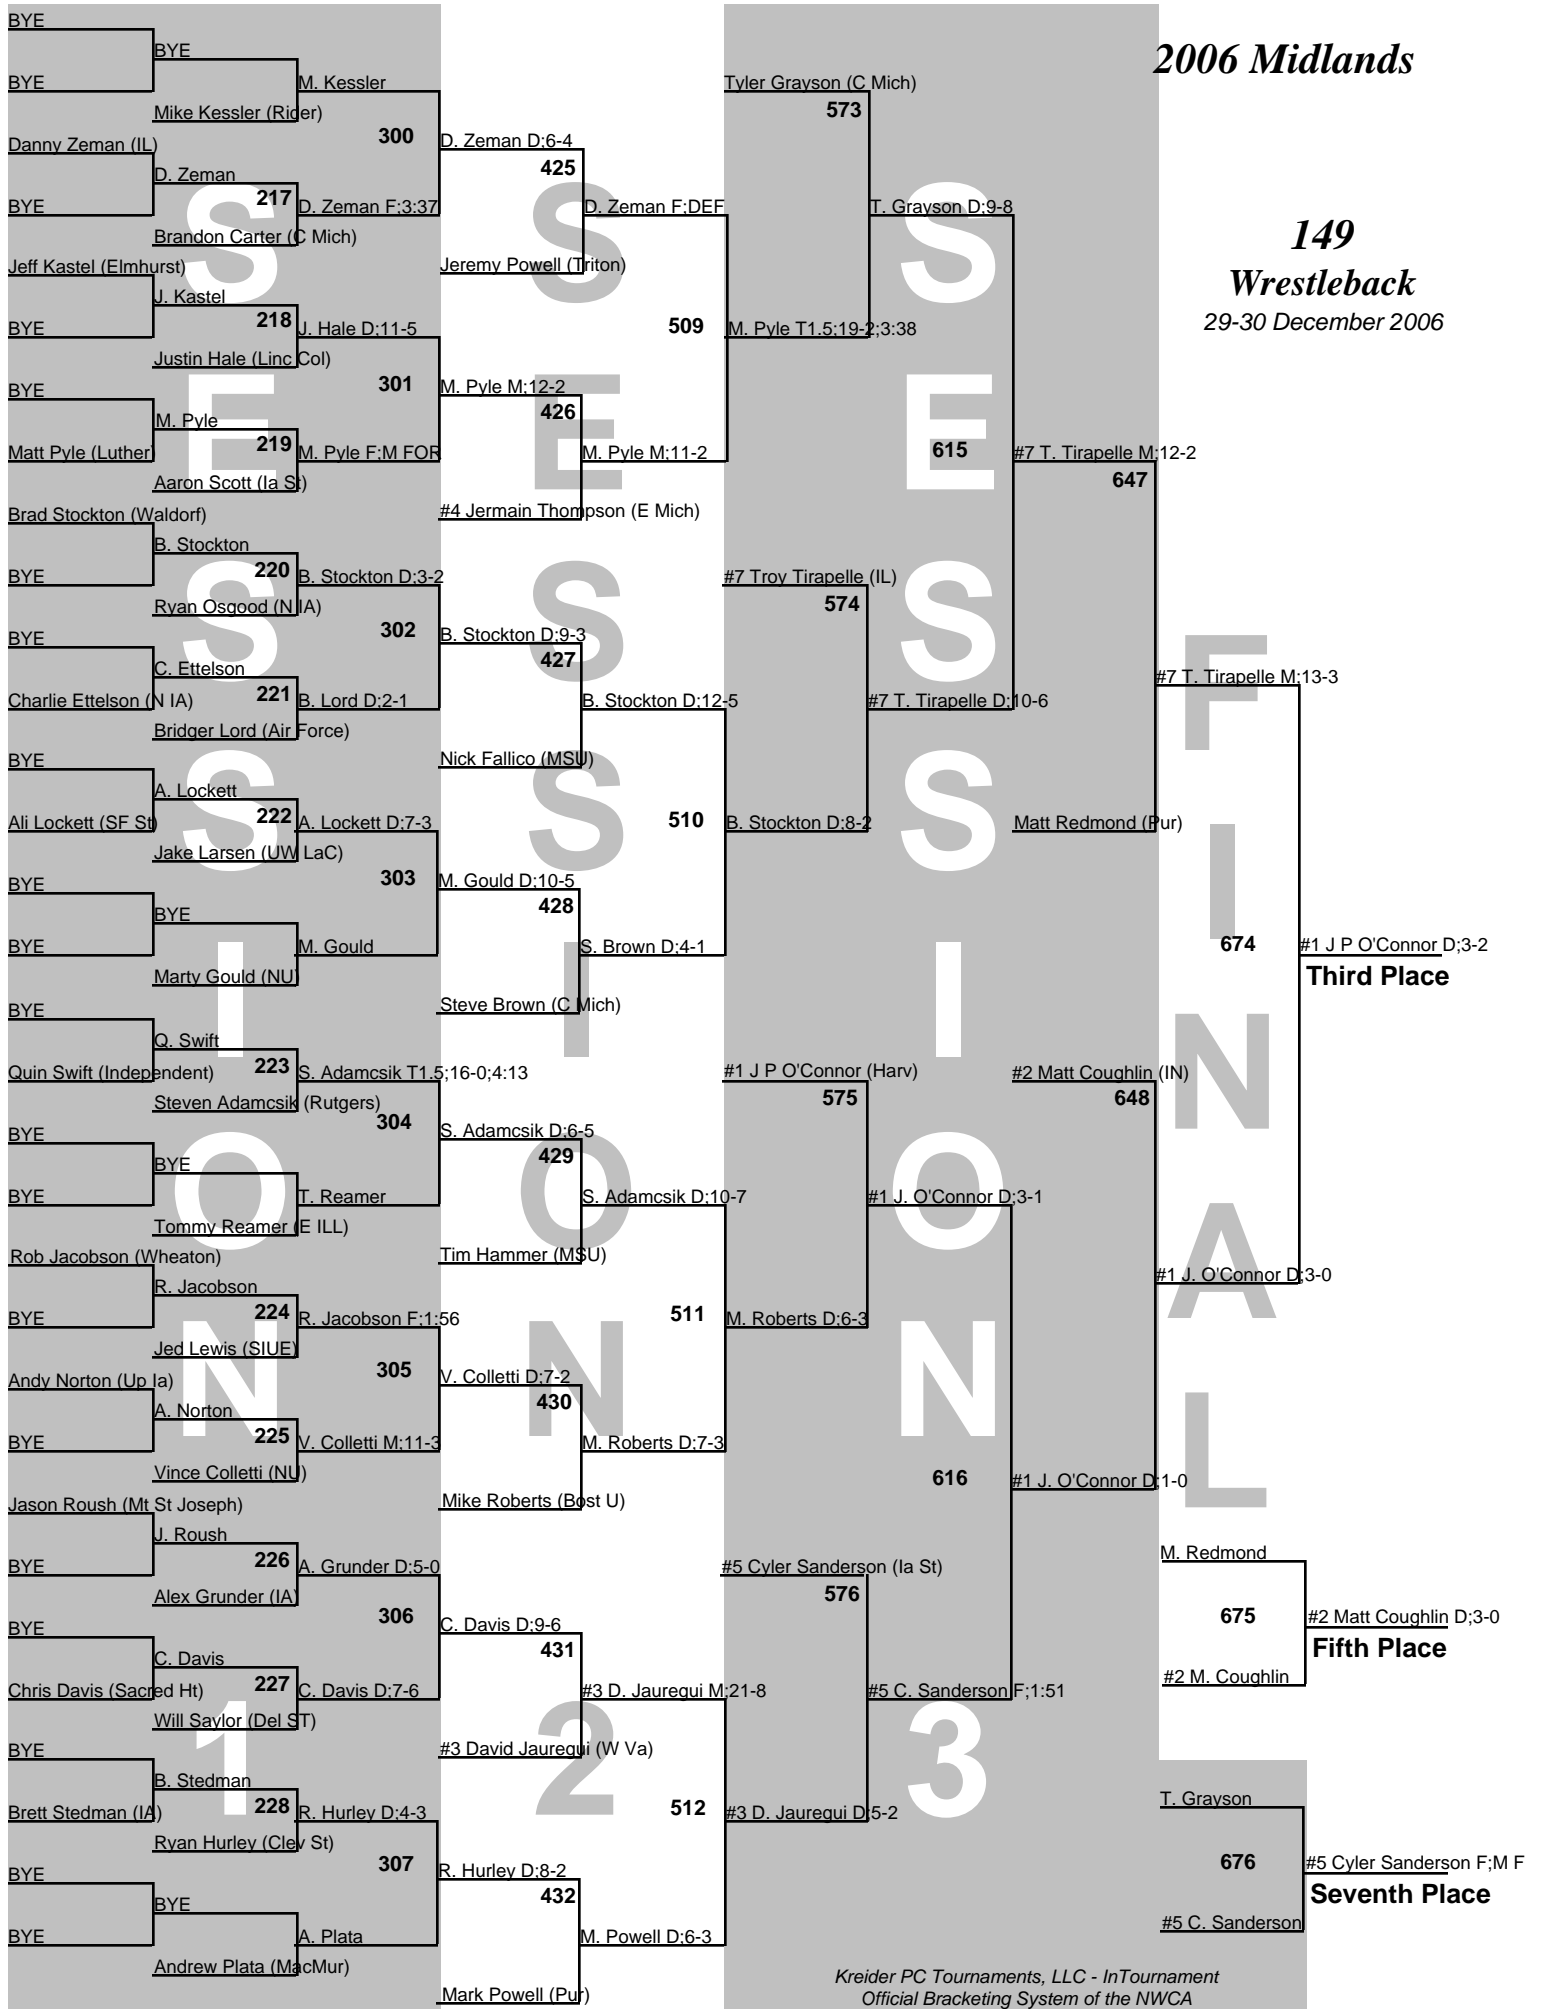 BYE
BYE
2006 Midlands
BYE
M. Kessler
Tyler Grayson (C Mich)
Mike Kessler (Rider)
573
300
Danny Zeman (IL)
D. Zeman D;6-4
425
D. Zeman
217
BYE
D. Zeman F;3:37
D. Zeman F;DEF
T. Grayson D;9-8
Brandon Carter (C Mich)
149
Jeff Kastel (Elmhurst)
Jeremy Powell (Triton)
Wrestleback
J. Kastel
218
BYE
J. Hale D;11-5
509
M. Pyle T1.5;19-2;3:38
29-30 December 2006
Justin Hale (Linc Col)
301
BYE
M. Pyle M;12-2
426
M. Pyle
219
Matt Pyle (Luther)
M. Pyle F;M FOR
M. Pyle M;11-2
615
#7 T. Tirapelle M;12-2
647
Aaron Scott (Ia St)
Brad Stockton (Waldorf)
#4 Jermain Thompson (E Mich)
B. Stockton
220
BYE
B. Stockton D;3-2
#7 Troy Tirapelle (IL)
574
Ryan Osgood (N IA)
302
BYE
B. Stockton D;9-3
427
C. Ettelson
#7 T. Tirapelle M;13-3
Charlie Ettelson (N IA)
221
B. Lord D;2-1
B. Stockton D;12-5
#7 T. Tirapelle D;10-6
Bridger Lord (Air Force)
BYE
Nick Fallico (MSU)
A. Lockett
222
Ali Lockett (SF St)
A. Lockett D;7-3
510
B. Stockton D;8-2
Matt Redmond (Pur)
Jake Larsen (UW LaC)
303
BYE
M. Gould D;10-5
428
BYE
BYE
M. Gould
S. Brown D;4-1
674
#1 J P O'Connor D;3-2
Third Place
Marty Gould (NU)
BYE
Steve Brown (C Mich)
Q. Swift
223
Quin Swift (Independent)
S. Adamcsik T1.5;16-0;4:13
#1 J P O'Connor (Harv)
575
#2 Matt Coughlin (IN)
648
Steven Adamcsik (Rutgers)
304
BYE
S. Adamcsik D;6-5
429
BYE
BYE
T. Reamer
S. Adamcsik D;10-7
#1 J. O'Connor D;3-1
Tommy Reamer (E ILL)
Rob Jacobson (Wheaton)
Tim Hammer (MSU)
R. Jacobson
#1 J. O'Connor D;3-0
224
BYE
R. Jacobson F;1:56
511
M. Roberts D;6-3
Jed Lewis (SIUE)
305
Andy Norton (Up Ia)
V. Colletti D;7-2
430
A. Norton
225
BYE
V. Colletti M;11-3
M. Roberts D;7-3
Vince Colletti (NU)
616
#1 J. O'Connor D;1-0
Jason Roush (Mt St Joseph)
Mike Roberts (Bost U)
J. Roush
226
M. Redmond
BYE
A. Grunder D;5-0
#5 Cyler Sanderson (Ia St)
576
Alex Grunder (IA)
306
BYE
C. Davis D;9-6
431
675
#2 Matt Coughlin D;3-0
Fifth Place
C. Davis
227
Chris Davis (Sacred Ht)
C. Davis D;7-6
#3 D. Jauregui M;21-8
#5 C. Sanderson F;1:51
#2 M. Coughlin
Will Saylor (Del ST)
BYE
#3 David Jauregui (W Va)
B. Stedman
228
T. Grayson
Brett Stedman (IA)
R. Hurley D;4-3
512
#3 D. Jauregui D;5-2
Ryan Hurley (Clev St)
307
BYE
R. Hurley D;8-2
432
676
#5 Cyler Sanderson F;M F
Seventh Place
BYE
BYE
A. Plata
M. Powell D;6-3
#5 C. Sanderson
Andrew Plata (MacMur)
Mark Powell (Pur)
Kreider PC Tournaments, LLC - InTournament
Official Bracketing System of the NWCA
SESSION 1
SESSION 2
SESSION 3
FINAL